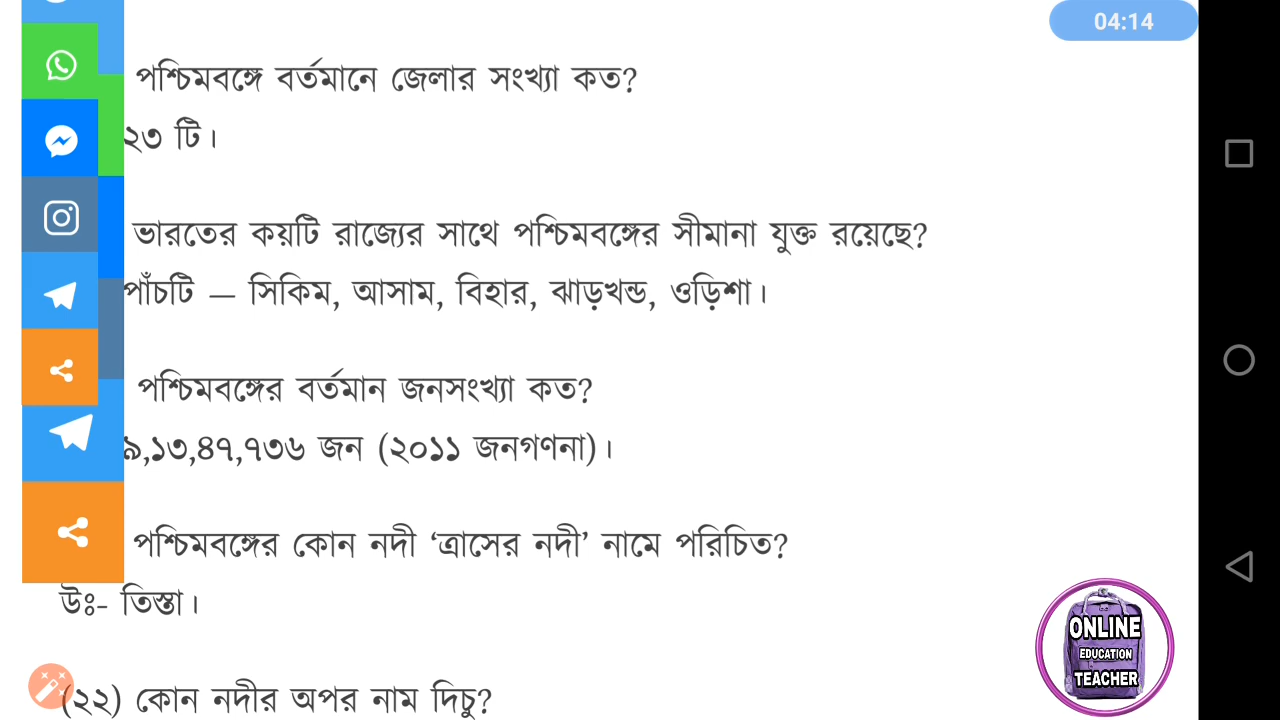 04:14
পশ্চিমবঙ্গে বর্তমানে জেলার সংখ্যা কত?
২৩ টি।
ভারতের কয়টি রাজ্যের সাথে পশ্চিমবঙ্গের সীমানা যুক্ত রয়েছে?
পাঁচটি – সিকিম, আসাম, বিহার, ঝাড়খন্ড, ওড়িশা।
পশ্চিমবঙ্গের বর্তমান জনসংখ্যা কত?
৯,১৩,৪৭,৭৩৬ জন (২০১১ জনগণনা)।
পশ্চিমবঙ্গের কোন নদী ‘ত্রাসের নদী’ নামে পরিচিত?
উঃ- তিস্তা।
(২২) কোন নদীর অপর নাম দিচু?
ONLINE
EDUCATION
TEACHER